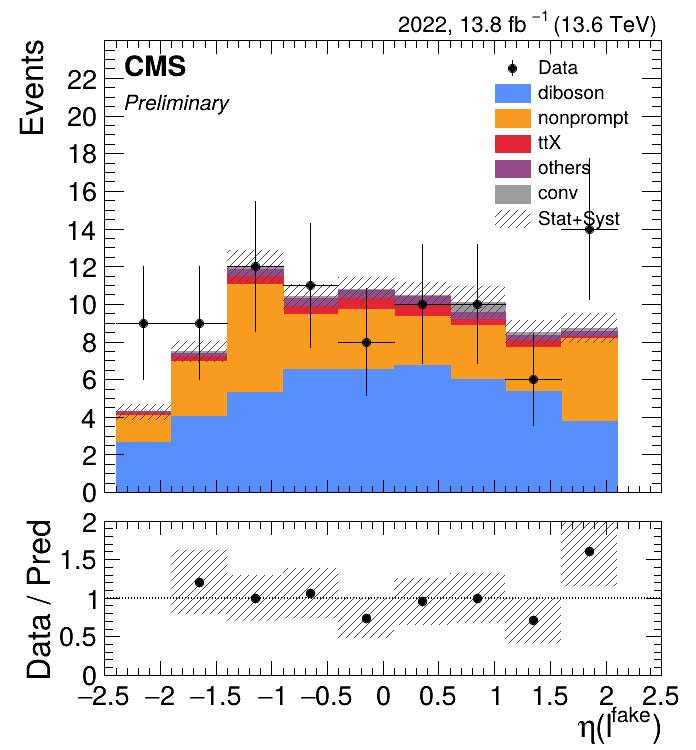 2022, 13.8 fb⁻¹ (13.6 TeV)
CMS
Preliminary
Events
22
20
18
16
14
12
10
8
6
4
2
0
Data
diboson
nonprompt
ttX
others
conv
Stat+Syst
Data / Pred
2
1.5
1
0.5
0
−2.5 −2 −1.5 −1 −0.5 0 0.5 1 1.5 2 2.5
η(l^fake)